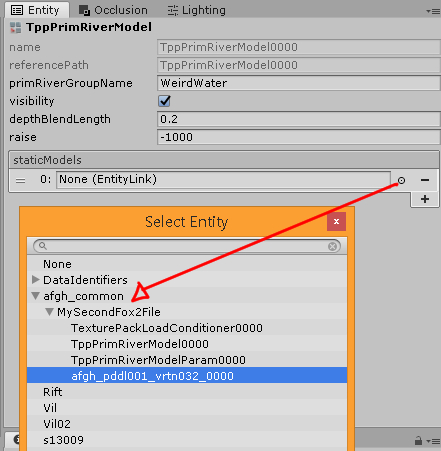 Entity Occlusion Lighting
TppPrimRiverModel0000
name TppPrimRiverModel0000
referencePath TppPrimRiverModel0000
primRiverGroupName WeirdWater
visibility
depthBlendLength 0.2
raise -1000
staticModels
0: None (EntityLink)
Select Entity
None
DataIdentifiers
afgh_common
MySecondFox2File
TexturePackLoadConditioner0000
TppPrimRiverModel0000
TppPrimRiverModelParam0000
afgh_pddl001_vrtn032_0000
Rift
Vil
Vil02
s13009